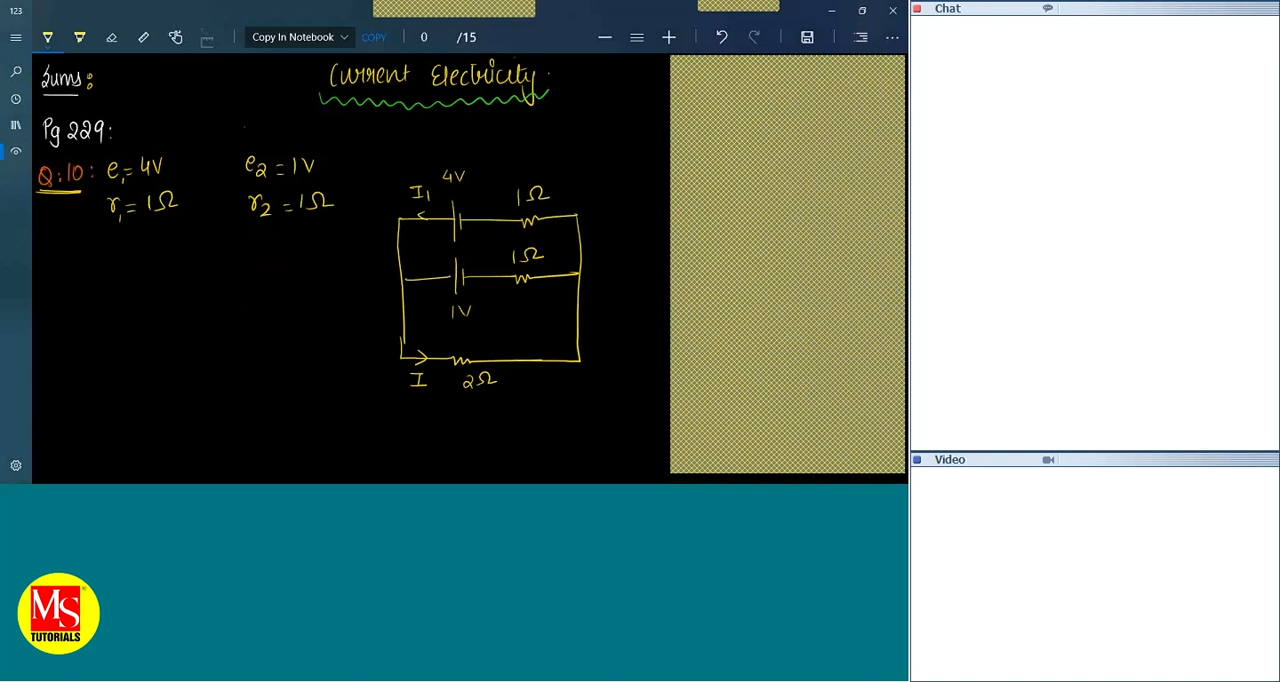 123
Copy In Notebook
COPY
0
/15
Chat
Sums:
Current Electricity.
Pg 229:
Q:10: e₁ = 4V
e₂ = 1V
r₁ = 1Ω
r₂ = 1Ω
4V
I₁
1Ω
1Ω
1V
I
2Ω
Video
MS
TUTORIALS